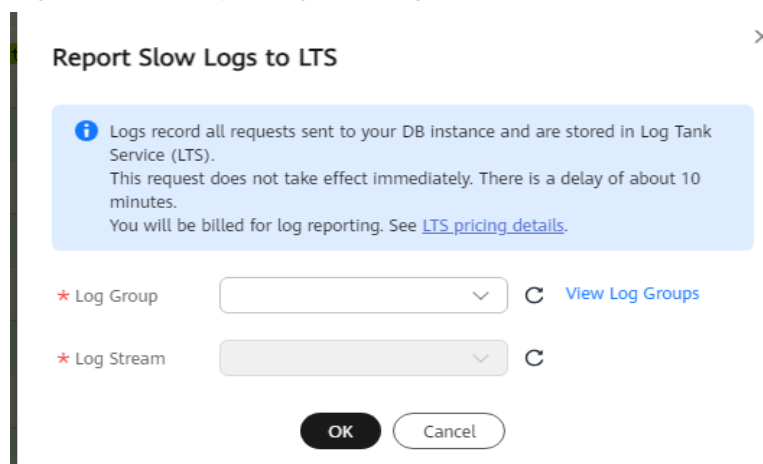 Report Slow Logs to LTS
Logs record all requests sent to your DB instance and are stored in Log Tank
Service (LTS).
This request does not take effect immediately. There is a delay of about 10
minutes.
You will be billed for log reporting. See LTS pricing details.
* Log Group
View Log Groups
* Log Stream
OK
Cancel